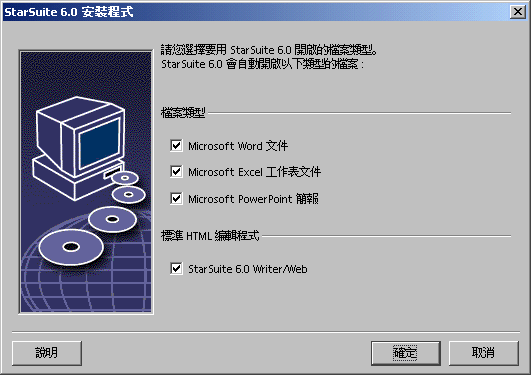 StarSuite 6.0 安裝程式
請您選擇要用 StarSuite 6.0 開啟的檔案類型。
StarSuite 6.0 會自動開啟以下類型的檔案：
檔案類型
Microsoft Word 文件
Microsoft Excel 工作表文件
Microsoft PowerPoint 簡報
標準 HTML 編輯程式
StarSuite 6.0 Writer/Web
說明
確定
取消